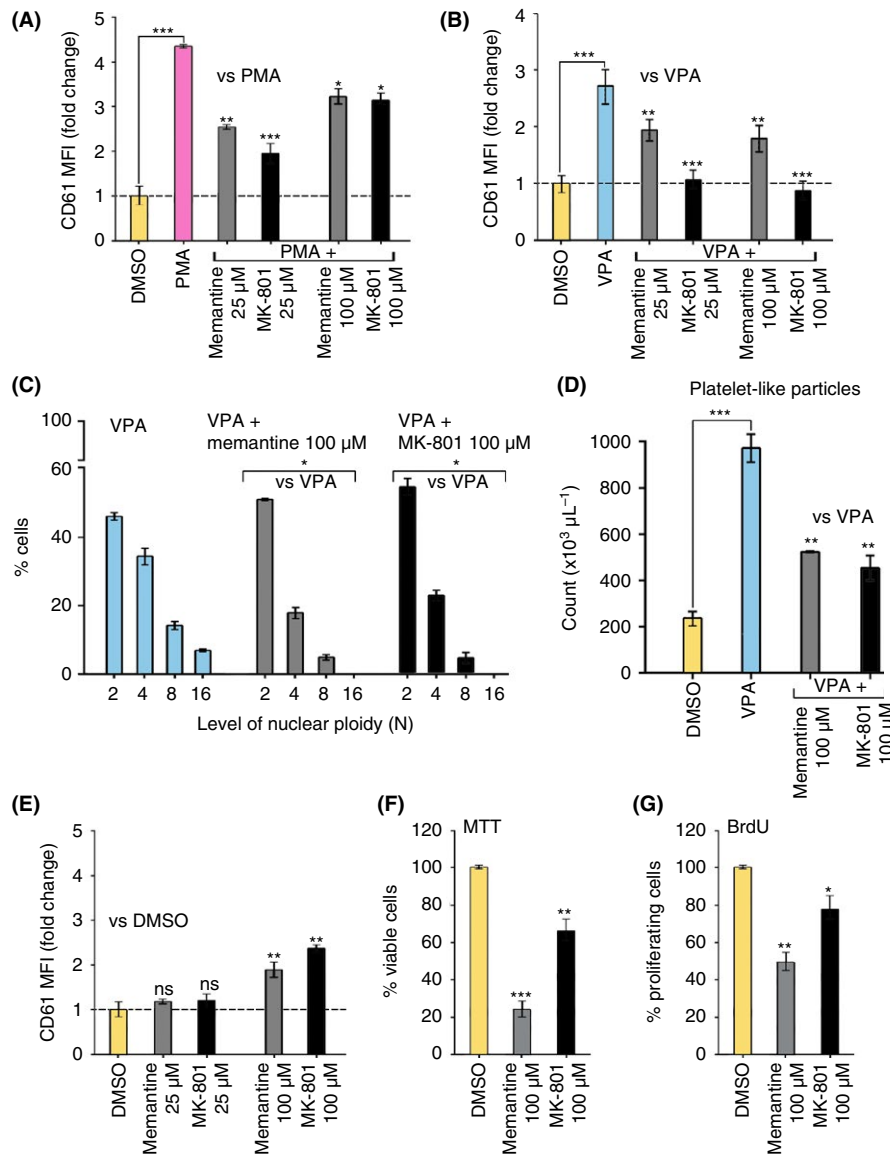 (A)
CD61 MFI (fold change)
5
4
3
2
1
0
***
vs PMA
**
***
*
*
DMSO
PMA
PMA +
Memantine
25 µM
MK-801
25 µM
Memantine
100 µM
MK-801
100 µM
(B)
CD61 MFI (fold change)
4
3
2
1
0
***
vs VPA
**
***
**
***
DMSO
VPA
VPA +
Memantine
25 µM
MK-801
25 µM
Memantine
100 µM
MK-801
100 µM
(C)
% cells
100
60
40
20
0
VPA
VPA +
memantine 100 µM
*
vs VPA
VPA +
MK-801 100 µM
*
vs VPA
2 4 8 16 2 4 8 16 2 4 8 16
Level of nuclear ploidy (N)
(D)
Platelet-like particles
Count (x10³ µL⁻¹)
1000
800
600
400
200
0
***
vs VPA
**
**
DMSO
VPA
VPA +
Memantine
100 µM
MK-801
100 µM
(E)
CD61 MFI (fold change)
5
4
3
2
1
0
vs DMSO
ns
ns
**
**
DMSO
Memantine
25 µM
MK-801
25 µM
Memantine
100 µM
MK-801
100 µM
(F)
MTT
% viable cells
120
100
80
60
40
20
0
***
**
DMSO
Memantine
100 µM
MK-801
100 µM
(G)
BrdU
% proliferating cells
120
100
80
60
40
20
0
**
*
DMSO
Memantine
100 µM
MK-801
100 µM